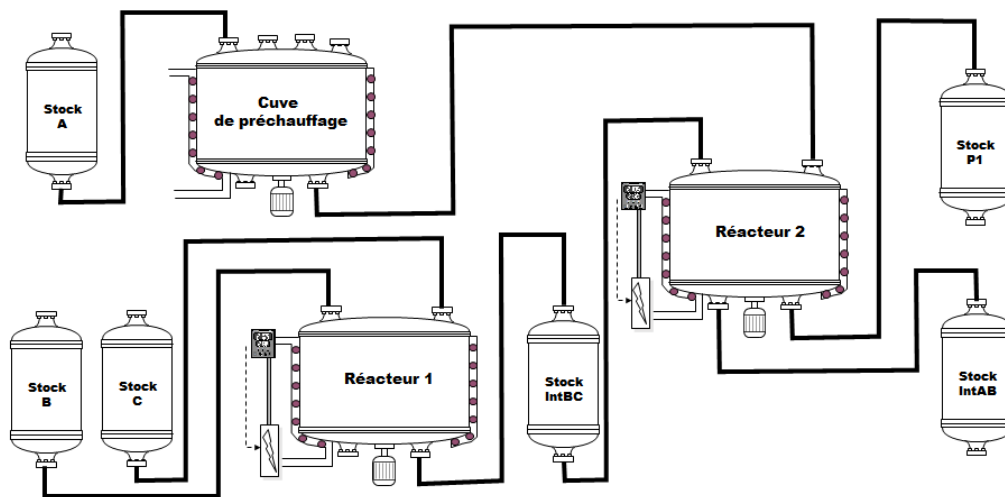 Stock
A
Cuve
de préchauffage
Stock
P1
Réacteur 2
Stock
B
Stock
C
Réacteur 1
Stock
IntBC
Stock
IntAB